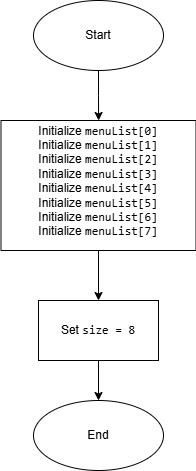 Start
Initialize menuList[0]
Initialize menuList[1]
Initialize menuList[2]
Initialize menuList[3]
Initialize menuList[4]
Initialize menuList[5]
Initialize menuList[6]
Initialize menuList[7]
Set size = 8
End